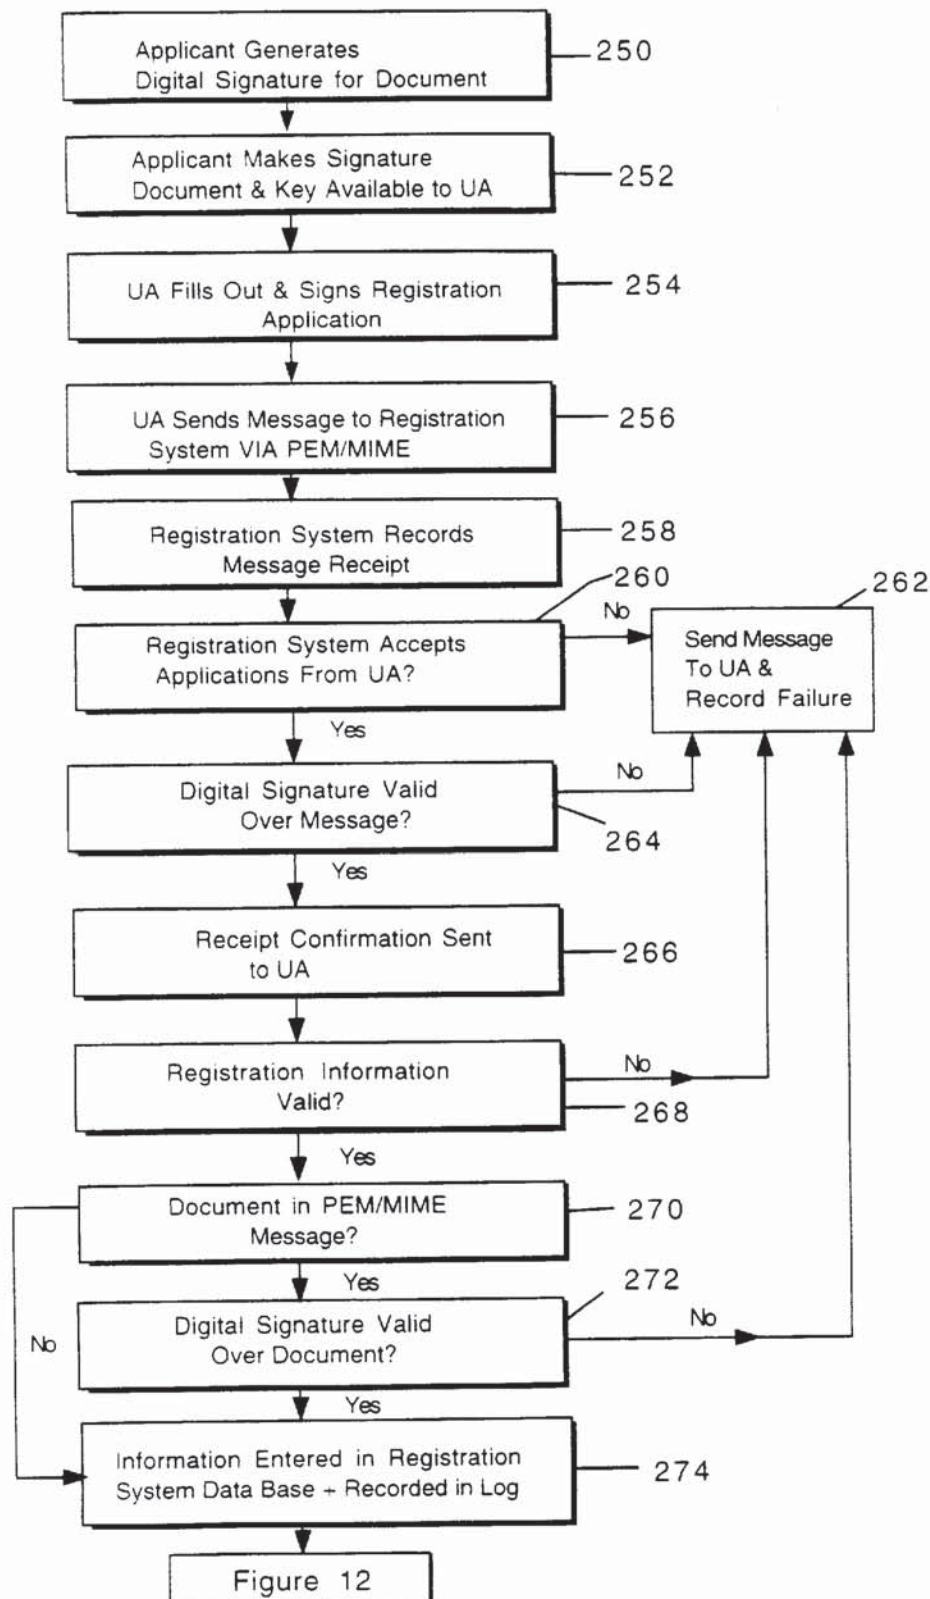 Applicant Generates
Digital Signature for Document
250
Applicant Makes Signature
Document & Key Available to UA
252
UA Fills Out & Signs Registration
Application
254
UA Sends Message to Registration
System VIA PEM/MIME
256
Registration System Records
Message Receipt
258
260
262
Registration System Accepts
Applications From UA?
No
Send Message
To UA &
Record Failure
Yes
Digital Signature Valid
Over Message?
No
264
Yes
Receipt Confirmation Sent
to UA
266
Registration Information
Valid?
No
268
Yes
Document in PEM/MIME
Message?
270
Yes
272
No
Digital Signature Valid
Over Document?
No
Yes
Information Entered in Registration
System Data Base + Recorded in Log
274
Figure 12